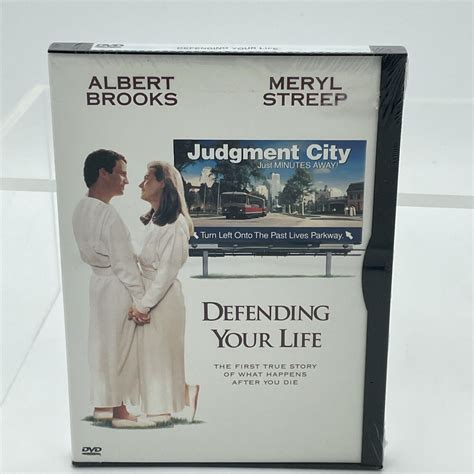 DVD
DEFENDING YOUR LIFE
ALBERT
BROOKS
MERYL
STREEP
Judgment City
Just MINUTES AWAY!
Turn Left Onto The Past Lives Parkway
DEFENDING
YOUR LIFE
THE FIRST TRUE STORY
OF WHAT HAPPENS
AFTER YOU DIE
DVD